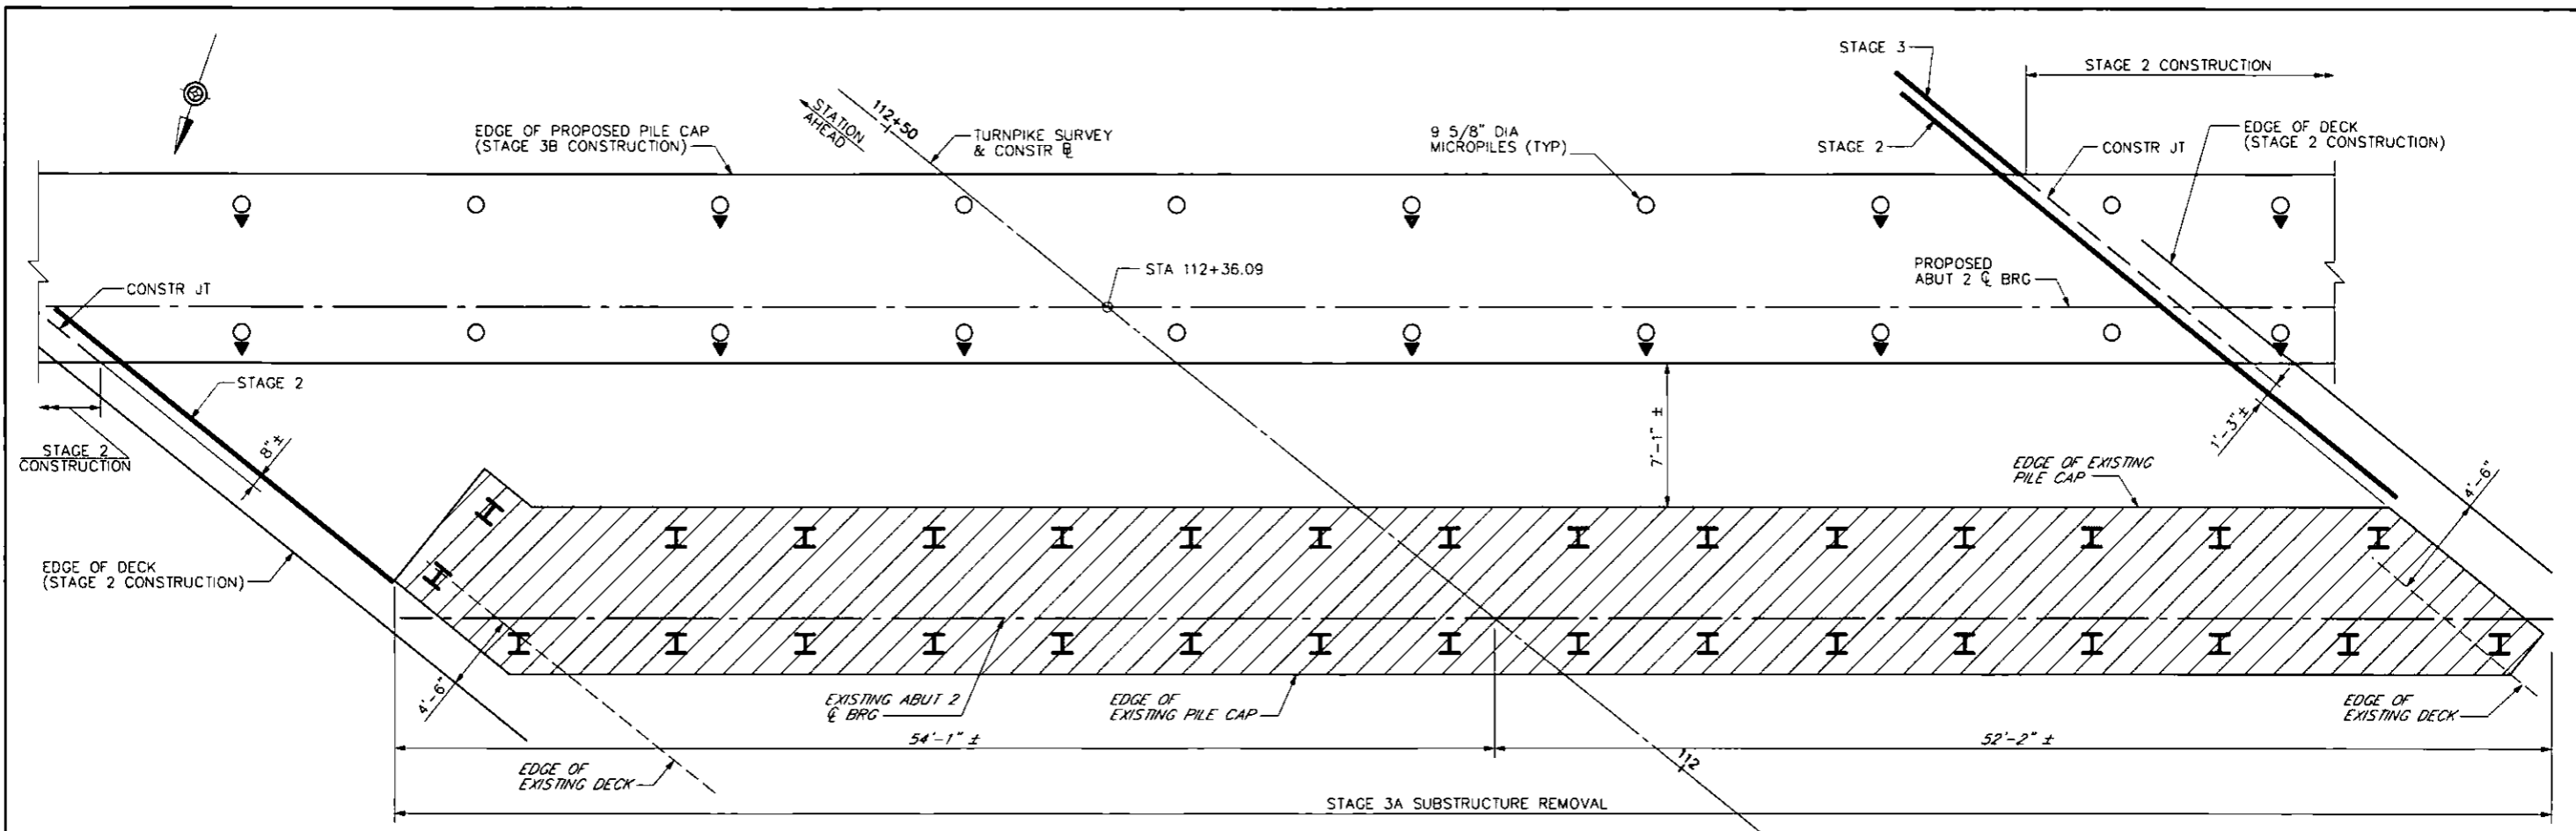 STAGE 3
STAGE 2 CONSTRUCTION
STATION
AHEAD
112+50
EDGE OF PROPOSED PILE CAP
(STAGE 3B CONSTRUCTION)
TURNPIKE SURVEY
& CONSTR ℄
9 5/8" DIA
MICROPILES (TYP)
STAGE 2
CONSTR JT
EDGE OF DECK
(STAGE 2 CONSTRUCTION)
STA 112+36.09
PROPOSED
ABUT 2 ℄ BRG
CONSTR JT
STAGE 2
STAGE 2
CONSTRUCTION
8" ±
7'-1" ±
1'-3" ±
EDGE OF EXISTING
PILE CAP
4'-6"
EDGE OF DECK
(STAGE 2 CONSTRUCTION)
4'-6"
EXISTING ABUT 2
℄ BRG
EDGE OF
EXISTING PILE CAP
EDGE OF
EXISTING DECK
54'-1" ±
52'-2" ±
112
EDGE OF
EXISTING DECK
STAGE 3A SUBSTRUCTURE REMOVAL